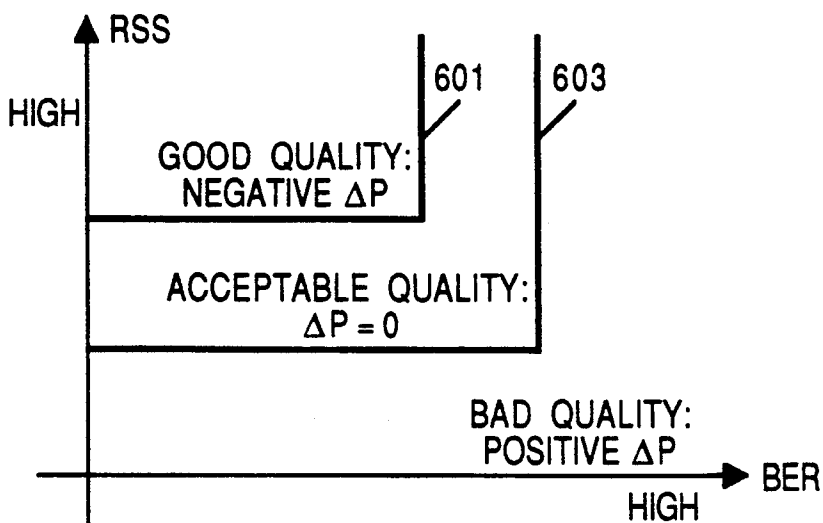 RSS
HIGH
601
603
GOOD QUALITY:
NEGATIVE ΔP
ACCEPTABLE QUALITY:
ΔP = 0
BAD QUALITY:
POSITIVE ΔP
BER
HIGH